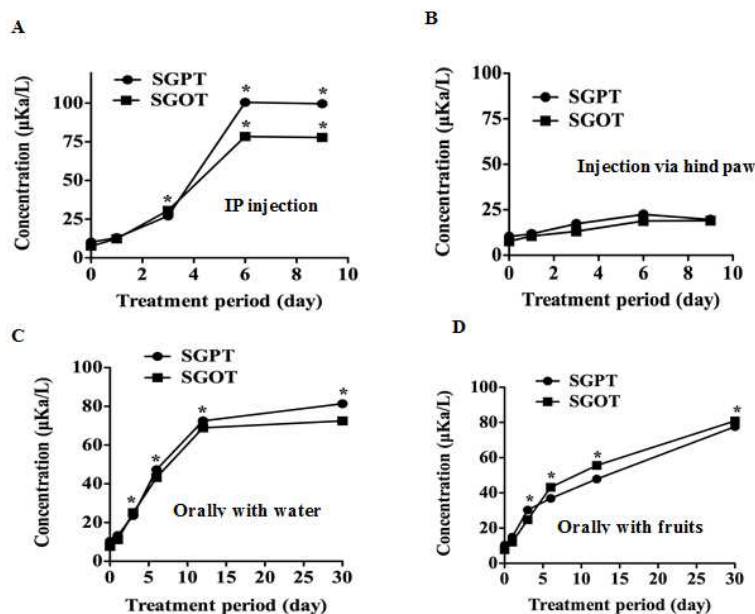 A
SGPT
SGOT
Concentration (µKa/L)
100
75
50
25
0
* * * * *
IP injection
0 2 4 6 8 10
Treatment period (day)
B
SGPT
SGOT
Concentration (µKa/L)
100
75
50
25
0
Injection via hind paw
0 2 4 6 8 10
Treatment period (day)
C
SGPT
SGOT
Concentration (µKa/L)
100
80
60
40
20
0
* * * *
Orally with water
0 5 10 15 20 25 30
Treatment period (day)
D
SGPT
SGOT
Concentration (µKa/L)
100
80
60
40
20
0
* * * *
Orally with fruits
0 5 10 15 20 25 30
Treatment period (day)